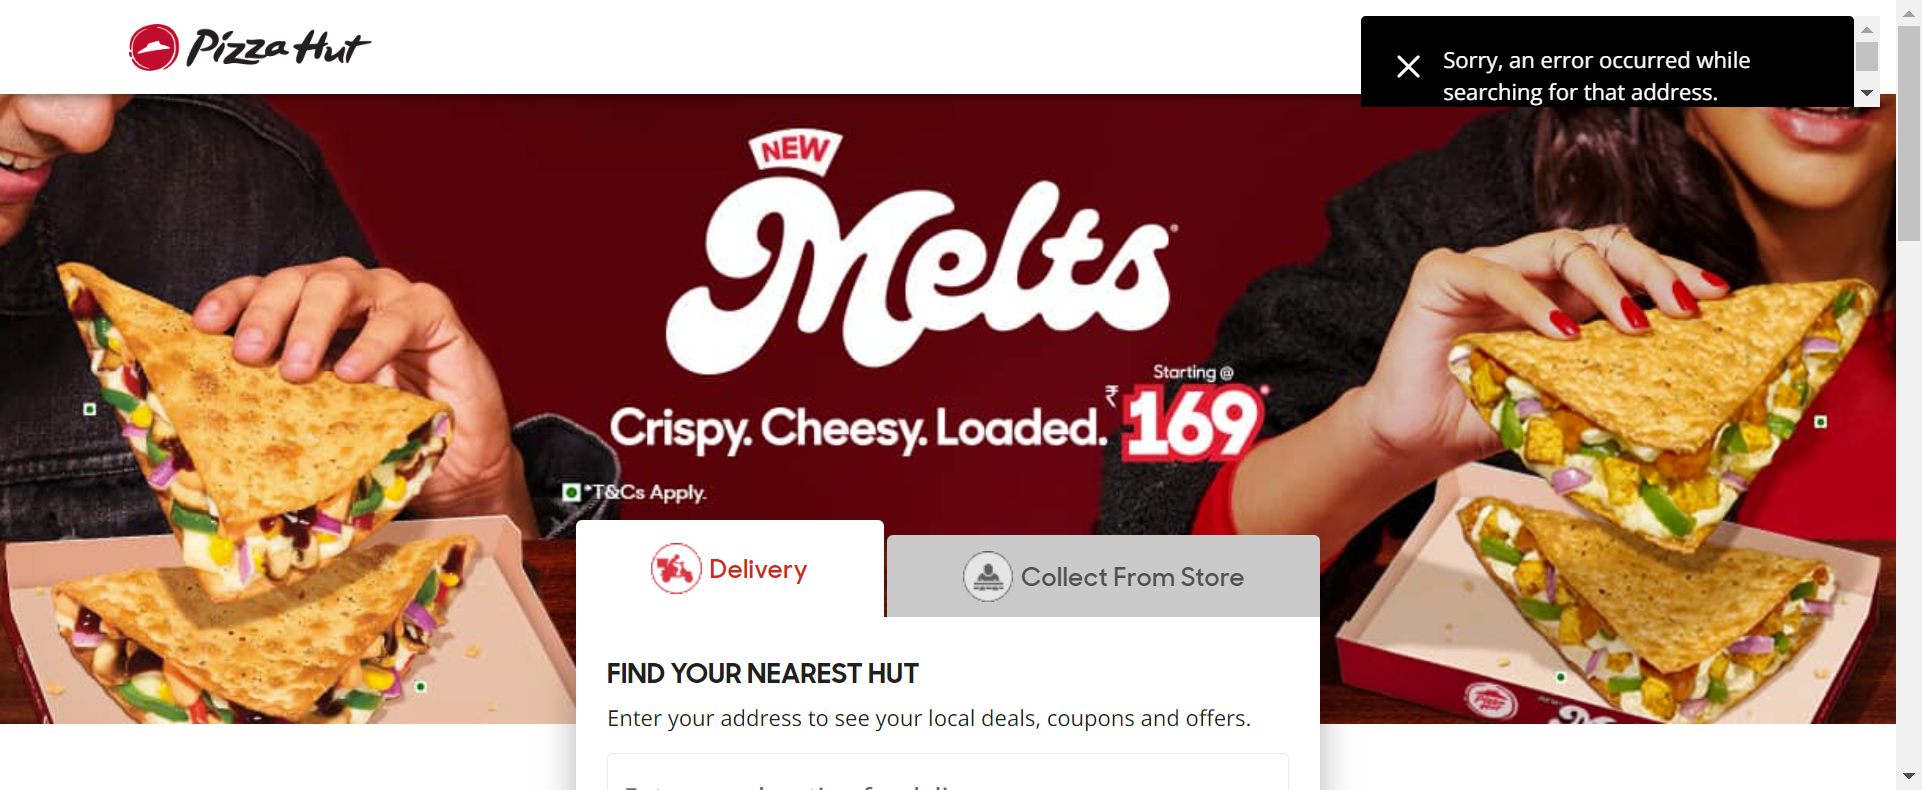 Pizza Hut
Sorry, an error occurred while
searching for that address.
NEW
Melts
Starting @
Crispy. Cheesy. Loaded. ₹169*
*T&Cs Apply.
Delivery
Collect From Store
FIND YOUR NEAREST HUT
Enter your address to see your local deals, coupons and offers.